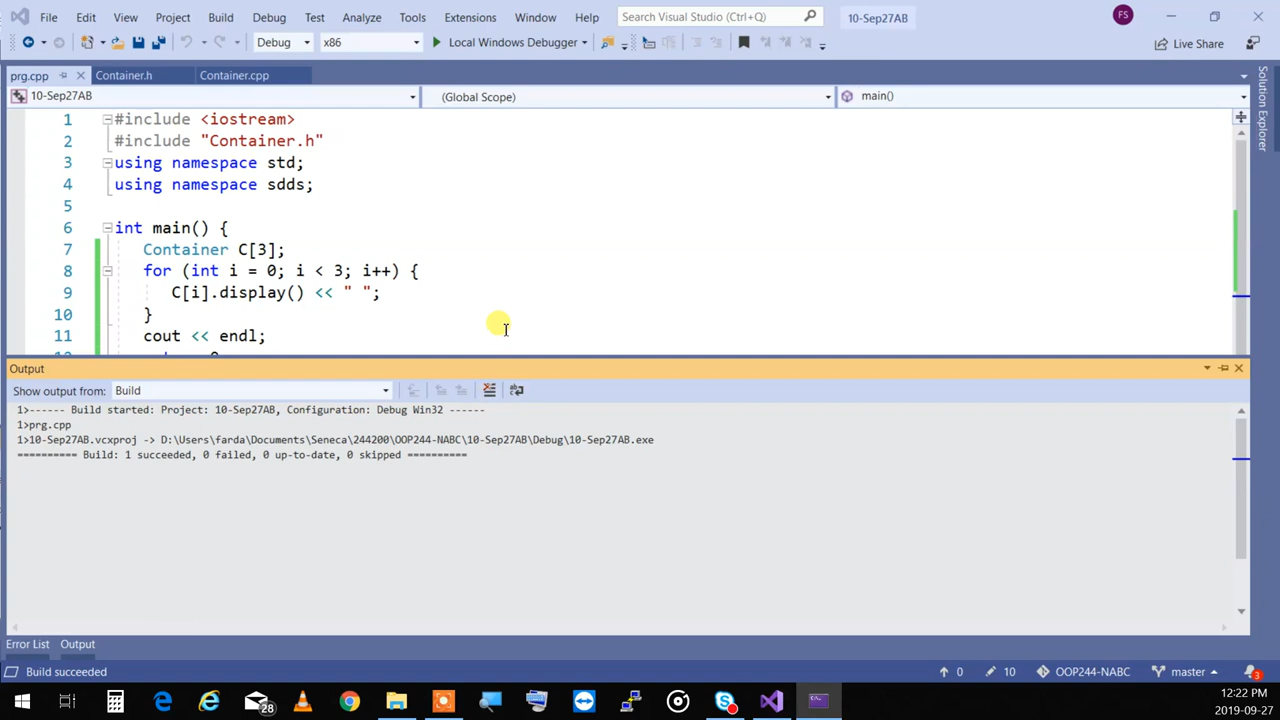 File Edit View Project Build Debug Test Analyze Tools Extensions Window Help Search Visual Studio (Ctrl+Q) 10-Sep27AB FS
Debug x86 Local Windows Debugger Live Share
prg.cpp Container.h Container.cpp
10-Sep27AB (Global Scope) main()
Solution Explorer
1 #include <iostream>
2 #include "Container.h"
3 using namespace std;
4 using namespace sdds;
5
6 int main() {
7 Container C[3];
8 for (int i = 0; i < 3; i++) {
9 C[i].display() << " ";
10 }
11 cout << endl;
Output
Show output from: Build
1>------ Build started: Project: 10-Sep27AB, Configuration: Debug Win32 ------
1>prg.cpp
1>10-Sep27AB.vcxproj -> D:\Users\farda\Documents\Seneca\244200\OOP244-NABC\10-Sep27AB\Debug\10-Sep27AB.exe
========== Build: 1 succeeded, 0 failed, 0 up-to-date, 0 skipped ==========
Error List Output
Build succeeded 0 10 OOP244-NABC master 3
28
12:22 PM
2019-09-27